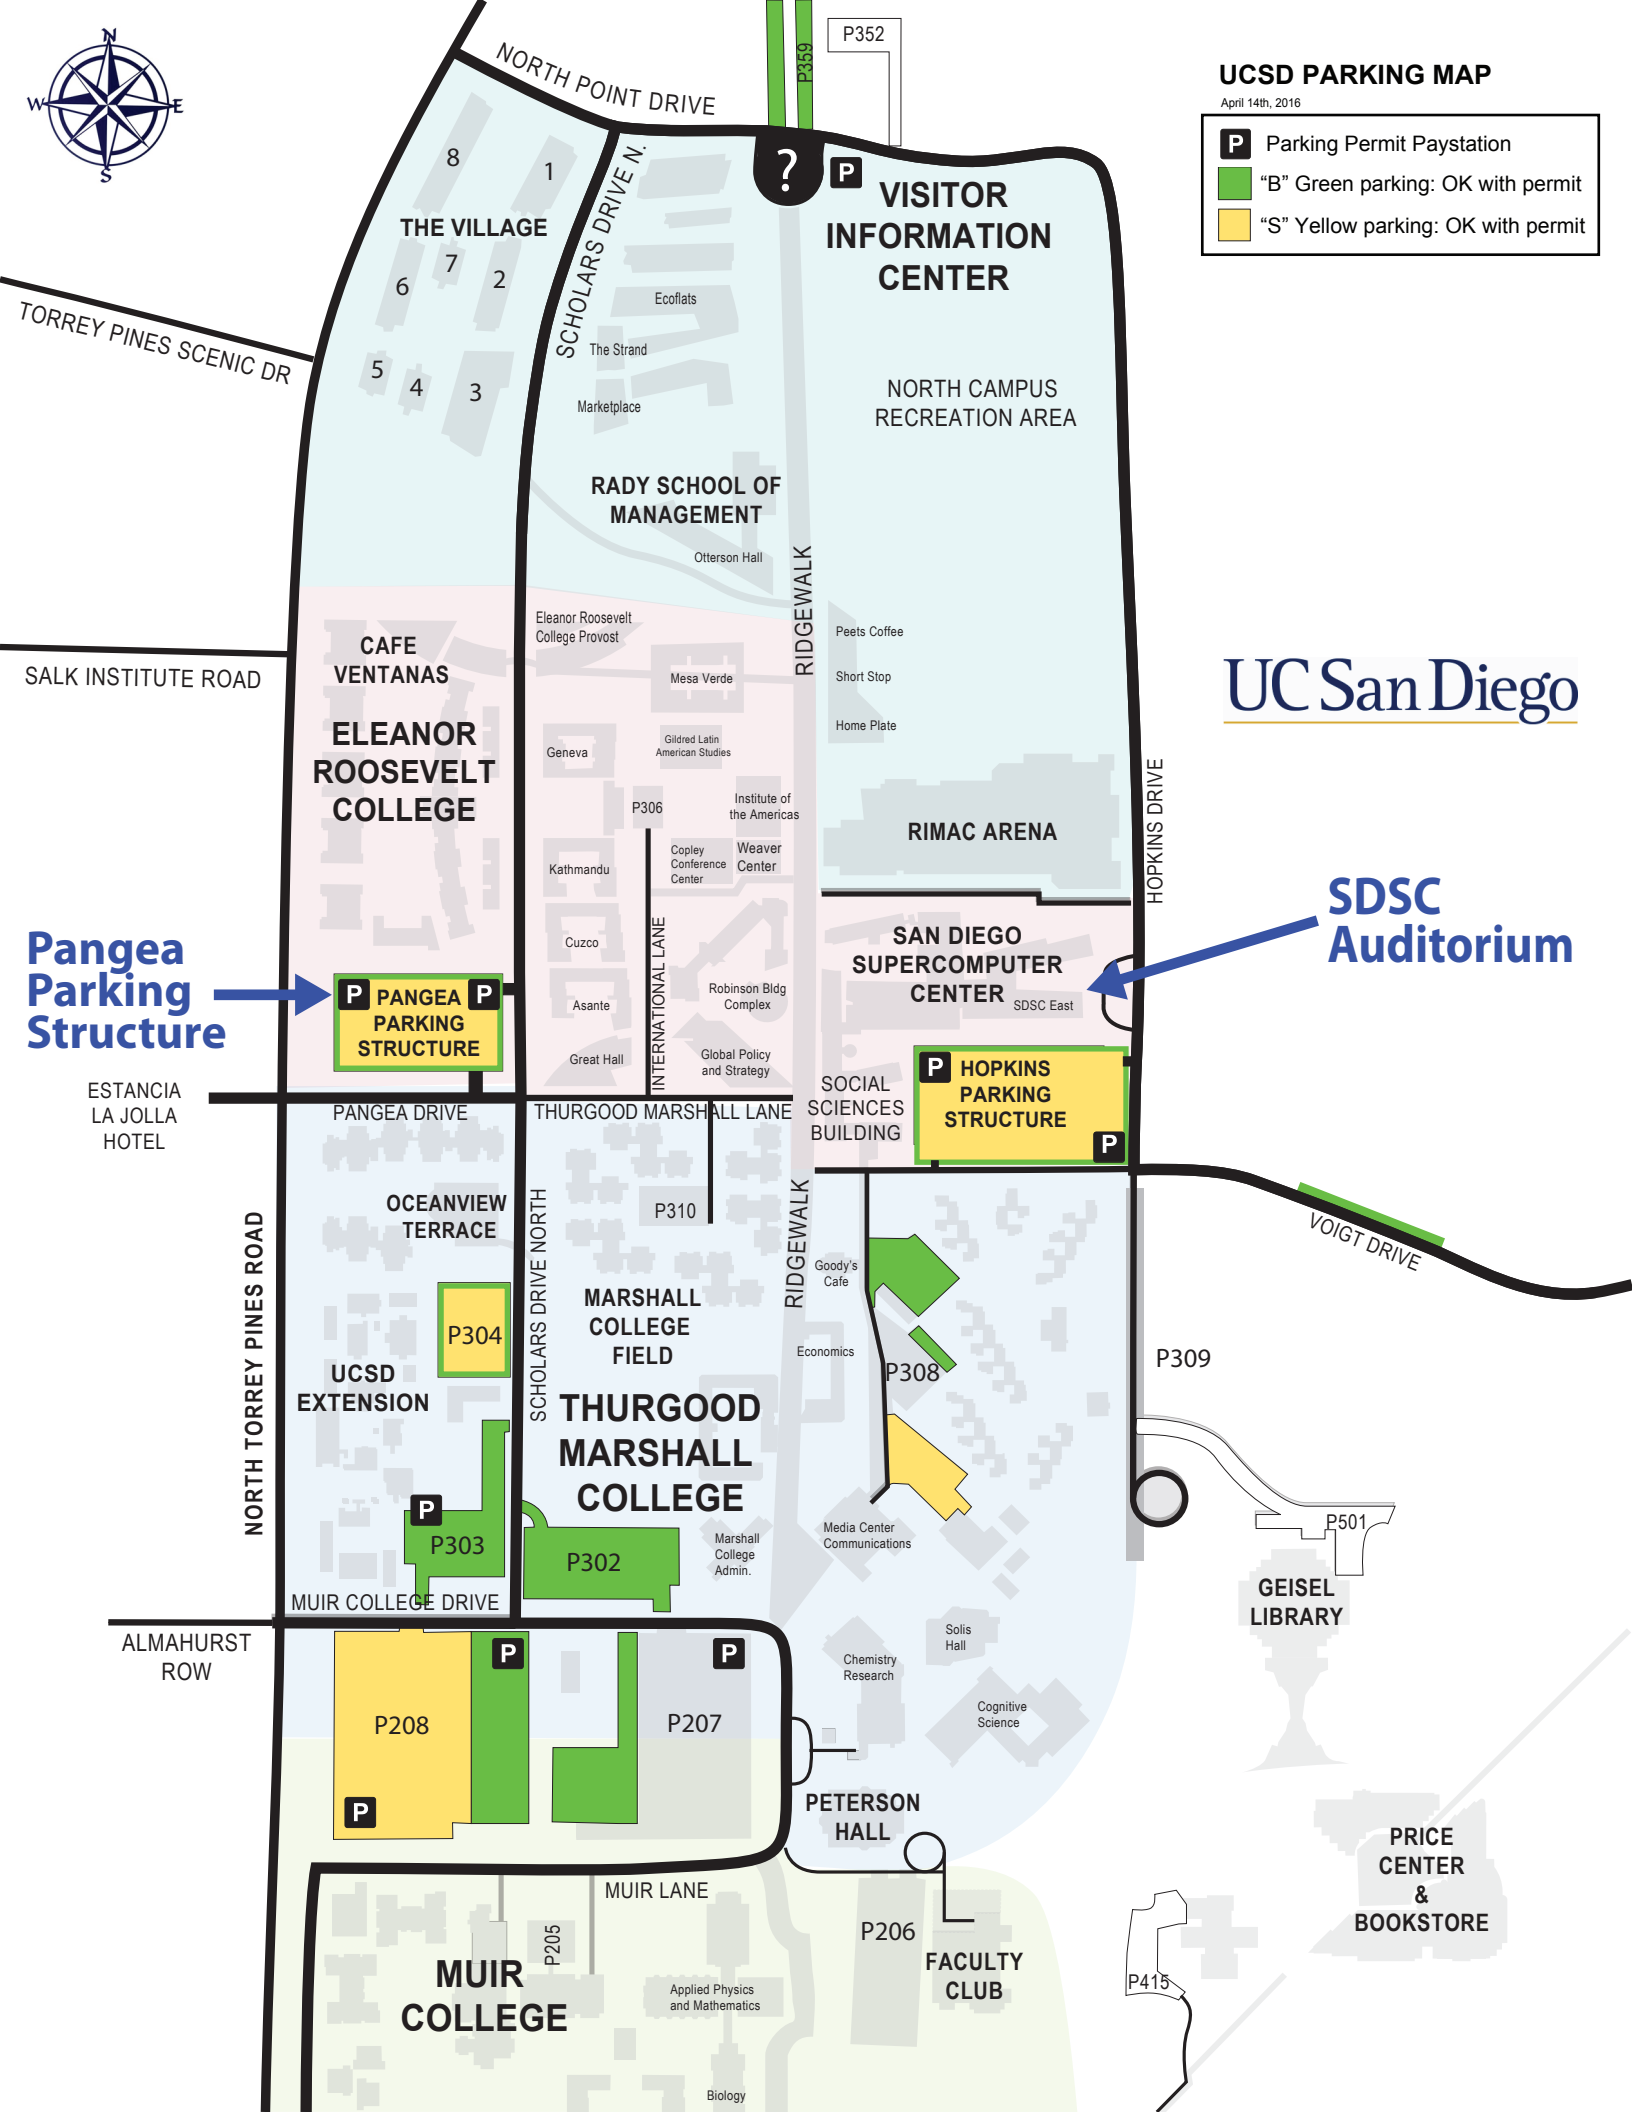 N
W
E
S
NORTH POINT DRIVE
P359
P352
UCSD PARKING MAP
April 14th, 2016
P Parking Permit Paystation
“B” Green parking: OK with permit
“S” Yellow parking: OK with permit
8
1
THE VILLAGE
7
6
2
5
4
3
SCHOLARS DRIVE N.
?
P
VISITOR
INFORMATION
CENTER
TORREY PINES SCENIC DR
Ecoflats
The Strand
Marketplace
NORTH CAMPUS
RECREATION AREA
RADY SCHOOL OF
MANAGEMENT
Otterson Hall
RIDGEWALK
Eleanor Roosevelt
College Provost
CAFE
VENTANAS
SALK INSTITUTE ROAD
Mesa Verde
Peets Coffee
Short Stop
Home Plate
UC San Diego
ELEANOR
ROOSEVELT
COLLEGE
Geneva
Gildred Latin
American Studies
P306
Institute of
the Americas
Copley
Conference
Center
Weaver
Center
Kathmandu
RIMAC ARENA
HOPKINS DRIVE
SDSC
Auditorium
Pangea
Parking
Structure
P
P
PANGEA
PARKING
STRUCTURE
Cuzco
Asante
Great Hall
INTERNATIONAL LANE
Robinson Bldg
Complex
Global Policy
and Strategy
SAN DIEGO
SUPERCOMPUTER
CENTER
SDSC East
P
HOPKINS
PARKING
STRUCTURE
P
SOCIAL
SCIENCES
BUILDING
ESTANCIA
LA JOLLA
HOTEL
PANGEA DRIVE
THURGOOD MARSHALL LANE
OCEANVIEW
TERRACE
P310
RIDGEWALK
VOIGT DRIVE
NORTH TORREY PINES ROAD
SCHOLARS DRIVE NORTH
P304
UCSD
EXTENSION
MARSHALL
COLLEGE
FIELD
Goody’s
Cafe
Economics
P308
P309
THURGOOD
MARSHALL
COLLEGE
P
P303
P302
Marshall
College
Admin.
Media Center
Communications
P501
GEISEL
LIBRARY
MUIR COLLEGE DRIVE
ALMAHURST
ROW
P
P
P208
P
P207
Solis
Hall
Chemistry
Research
Cognitive
Science
PETERSON
HALL
PRICE
CENTER
&
BOOKSTORE
MUIR LANE
P205
P206
FACULTY
CLUB
P415
MUIR
COLLEGE
Applied Physics
and Mathematics
Biology